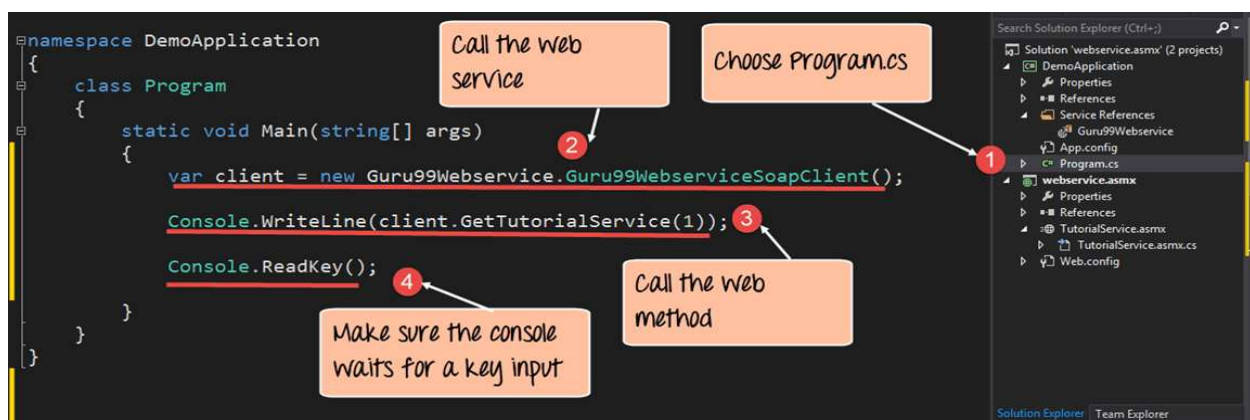 namespace DemoApplication
{
class Program
{
static void Main(string[] args)
{
var client = new Guru99Webservice.Guru99WebserviceSoapClient();
Console.WriteLine(client.GetTutorialService(1));
Console.ReadKey();
}
}
}
Call the web
service
2
Choose Program.cs
1
3
Call the web
method
4
Make sure the console
waits for a key input
Search Solution Explorer (Ctrl+;)
Solution 'webservice.asmx' (2 projects)
C# DemoApplication
Properties
References
Service References
Guru99Webservice
App.config
C# Program.cs
webservice.asmx
Properties
References
TutorialService.asmx
TutorialService.asmx.cs
Web.config
Solution Explorer Team Explorer